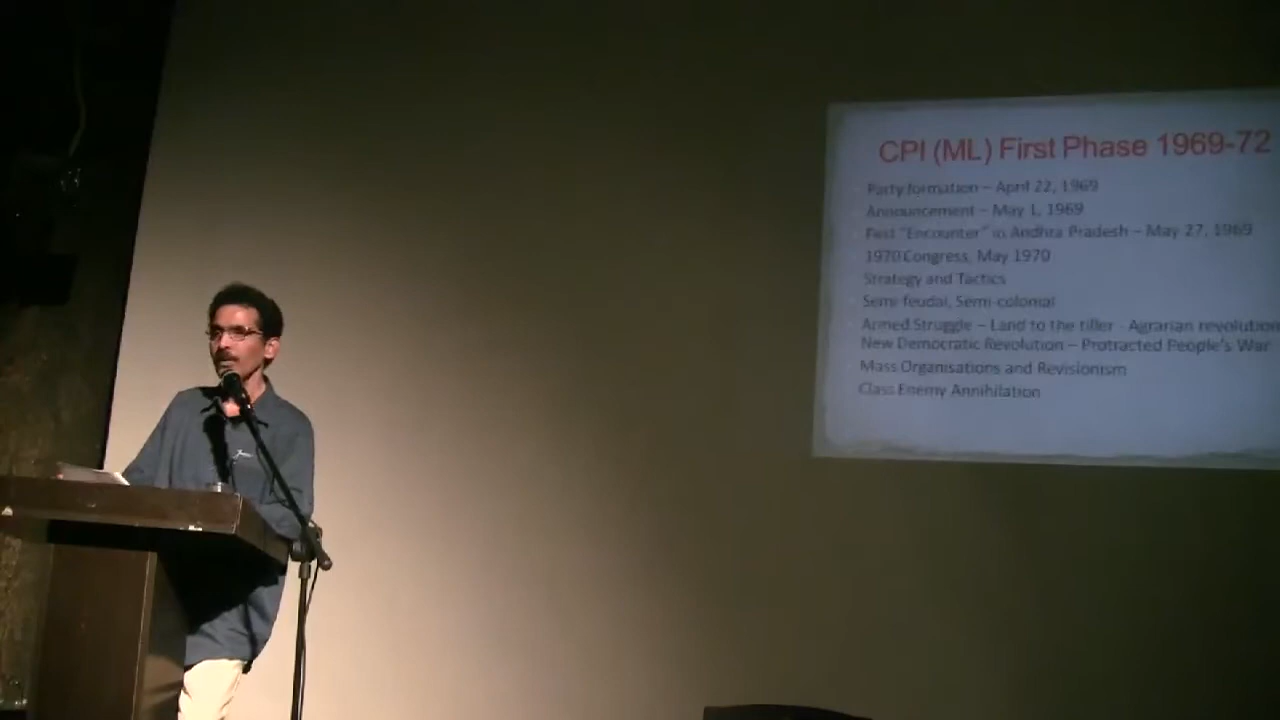 CPI (ML) First Phase 1969-72
Party formation – April 22, 1969
Announcement – May 1, 1969
First "Encounter" in Andhra Pradesh – May 27, 1969
1970 Congress, May 1970
Strategy and Tactics
Semi-feudal, Semi-colonial
Armed Struggle – Land to the tiller - Agrarian revolution
New Democratic Revolution – Protracted People's War
Mass Organisations and Revisionism
Class Enemy Annihilation